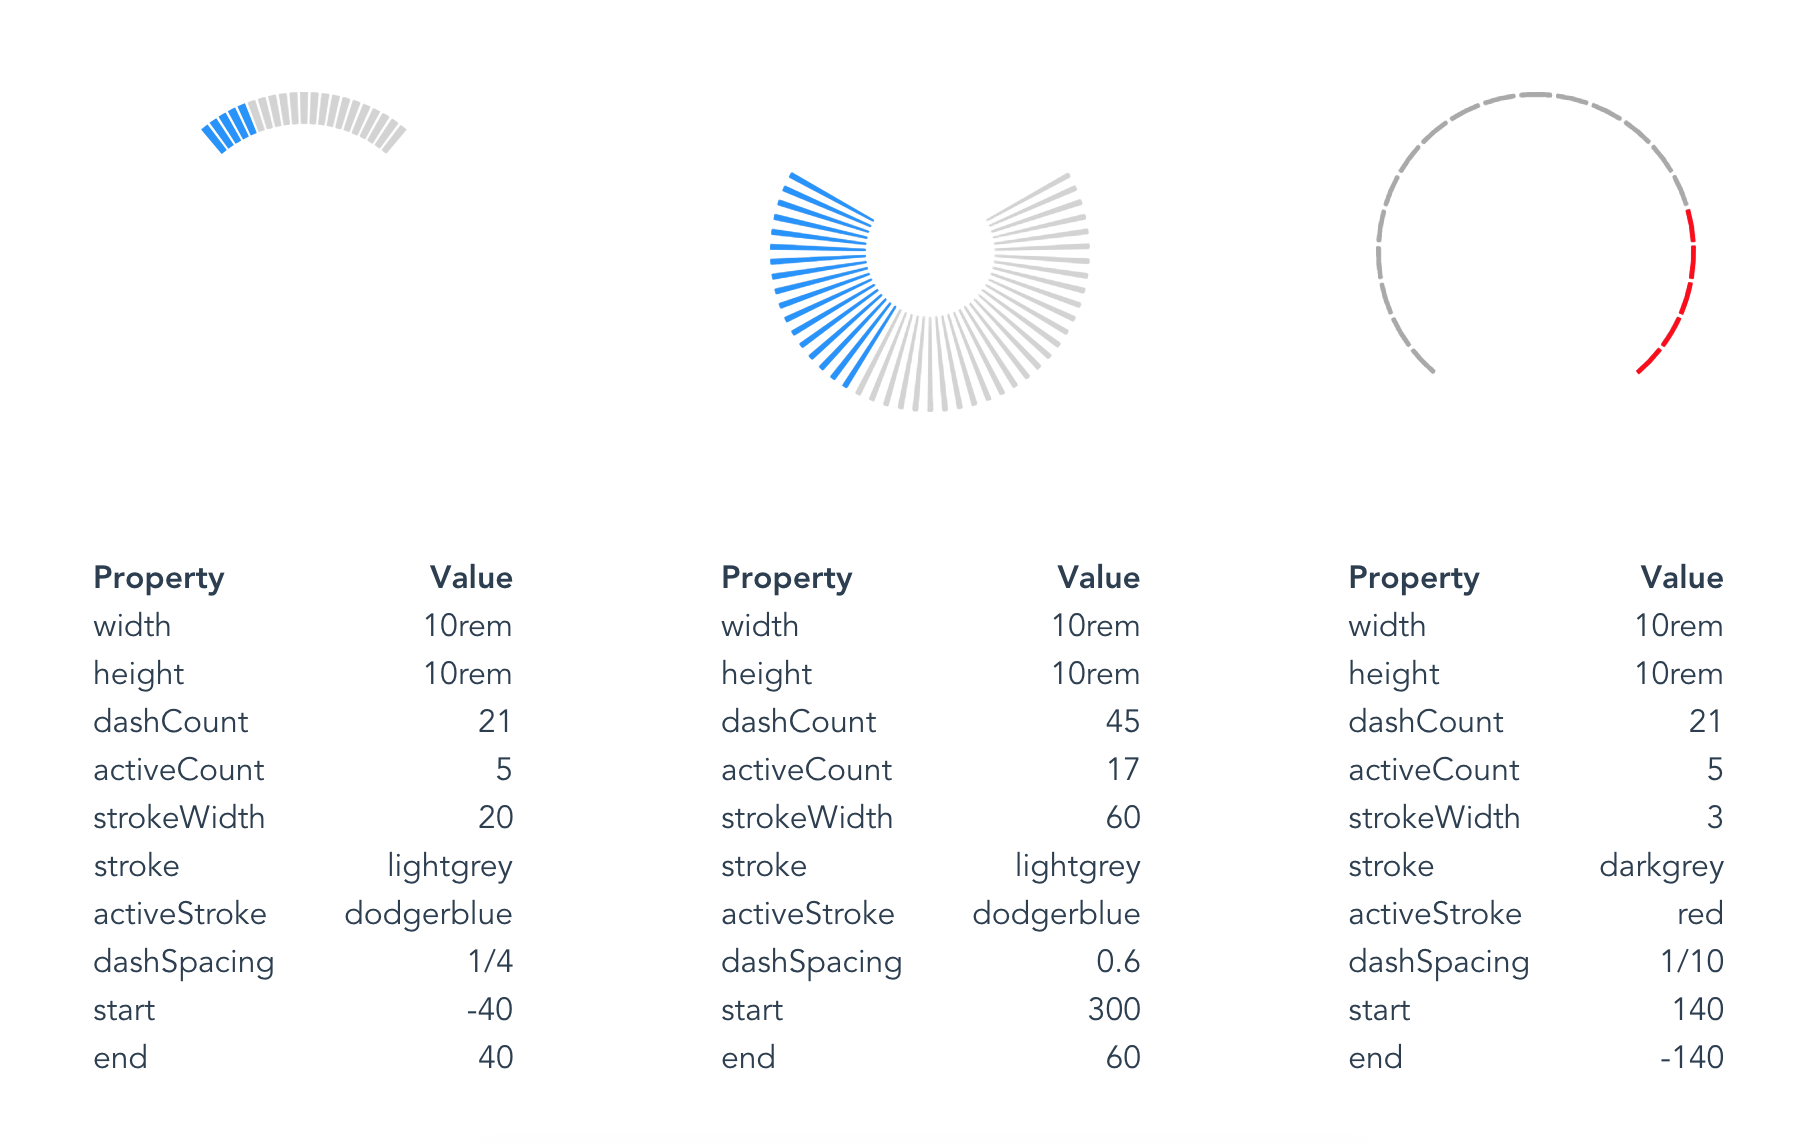 Property Value Property Value Property Value
width 10rem width 10rem width 10rem
height 10rem height 10rem height 10rem
dashCount 21 dashCount 45 dashCount 21
activeCount 5 activeCount 17 activeCount 5
strokeWidth 20 strokeWidth 60 strokeWidth 3
stroke lightgrey stroke lightgrey stroke darkgrey
activeStroke dodgerblue activeStroke dodgerblue activeStroke red
dashSpacing 1/4 dashSpacing 0.6 dashSpacing 1/10
start -40 start 300 start 140
end 40 end 60 end -140